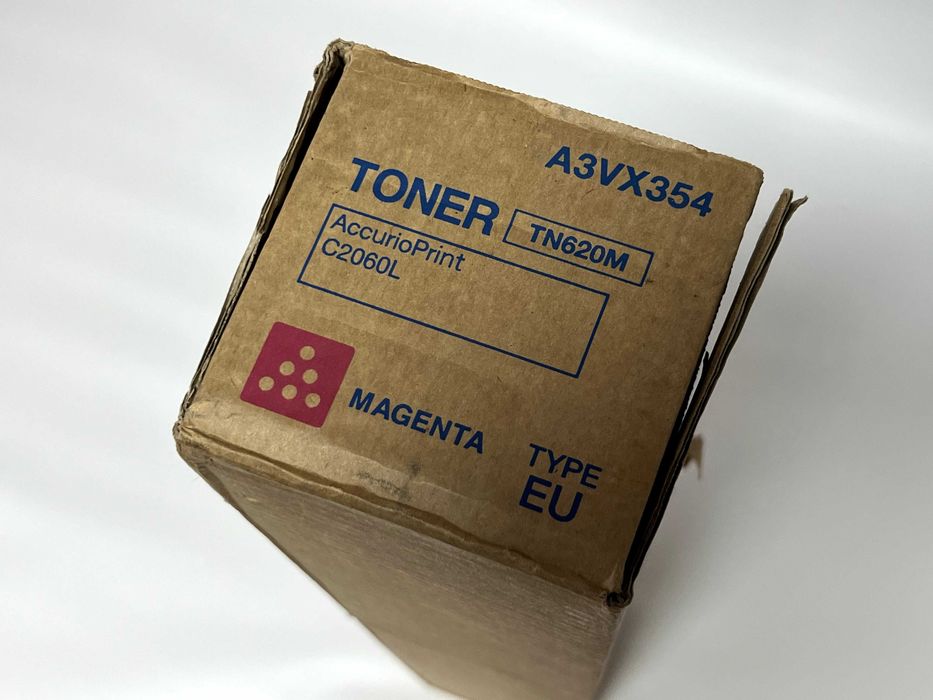 A3VX354
TONER TN620M
AccurioPrint
C2060L
MAGENTA
TYPE
EU